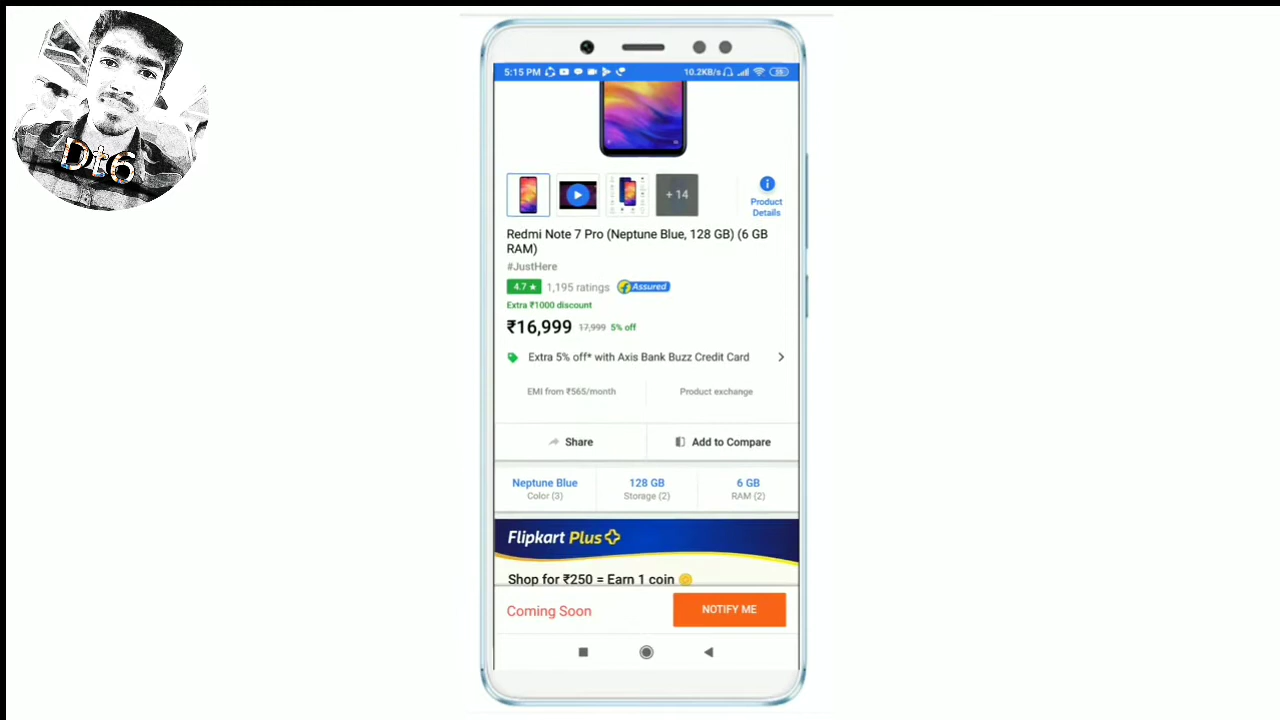 Dt6
5:15 PM 10.2KB/s
+ 14
Product
Details
Redmi Note 7 Pro (Neptune Blue, 128 GB) (6 GB
RAM)
#JustHere
4.7 ★ 1,195 ratings Assured
Extra ₹1000 discount
₹16,999 17,999 5% off
Extra 5% off* with Axis Bank Buzz Credit Card
EMI from ₹565/month Product exchange
Share Add to Compare
Neptune Blue 128 GB 6 GB
Color (3) Storage (2) RAM (2)
Flipkart Plus
Shop for ₹250 = Earn 1 coin
Coming Soon NOTIFY ME